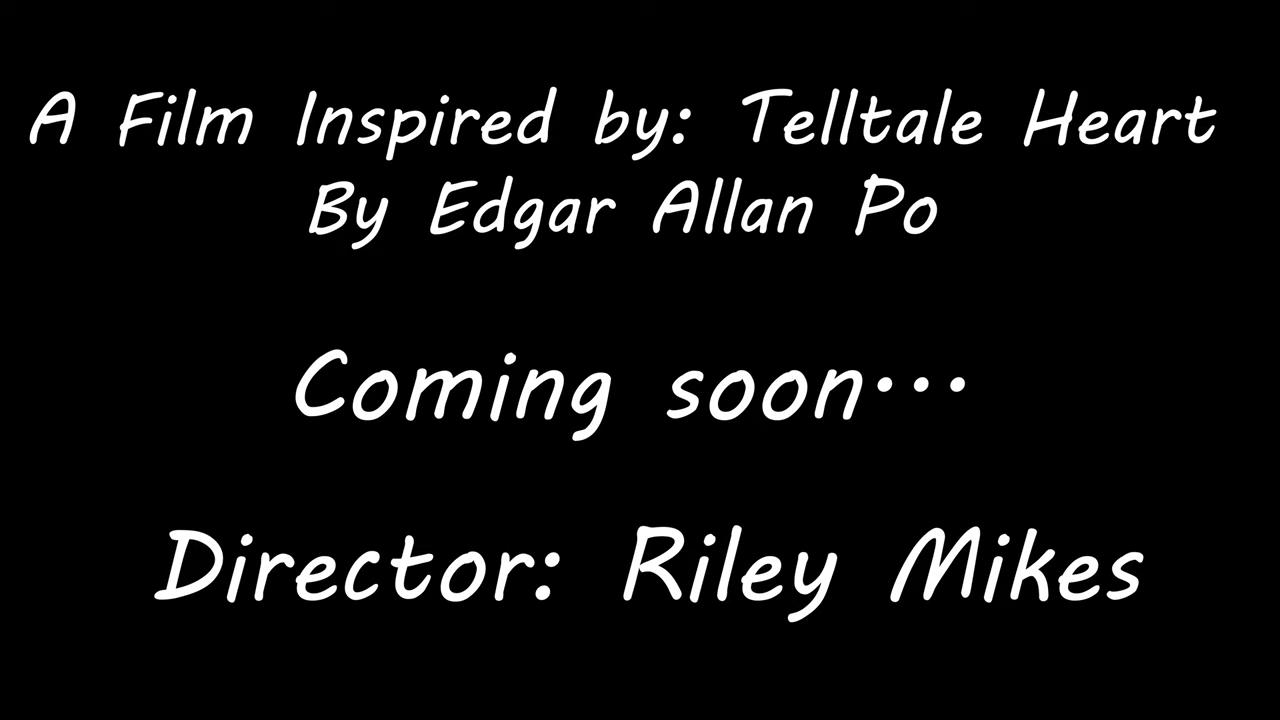 A Film Inspired by: Telltale Heart
By Edgar Allan Po
Coming soon...
Director: Riley Mikes